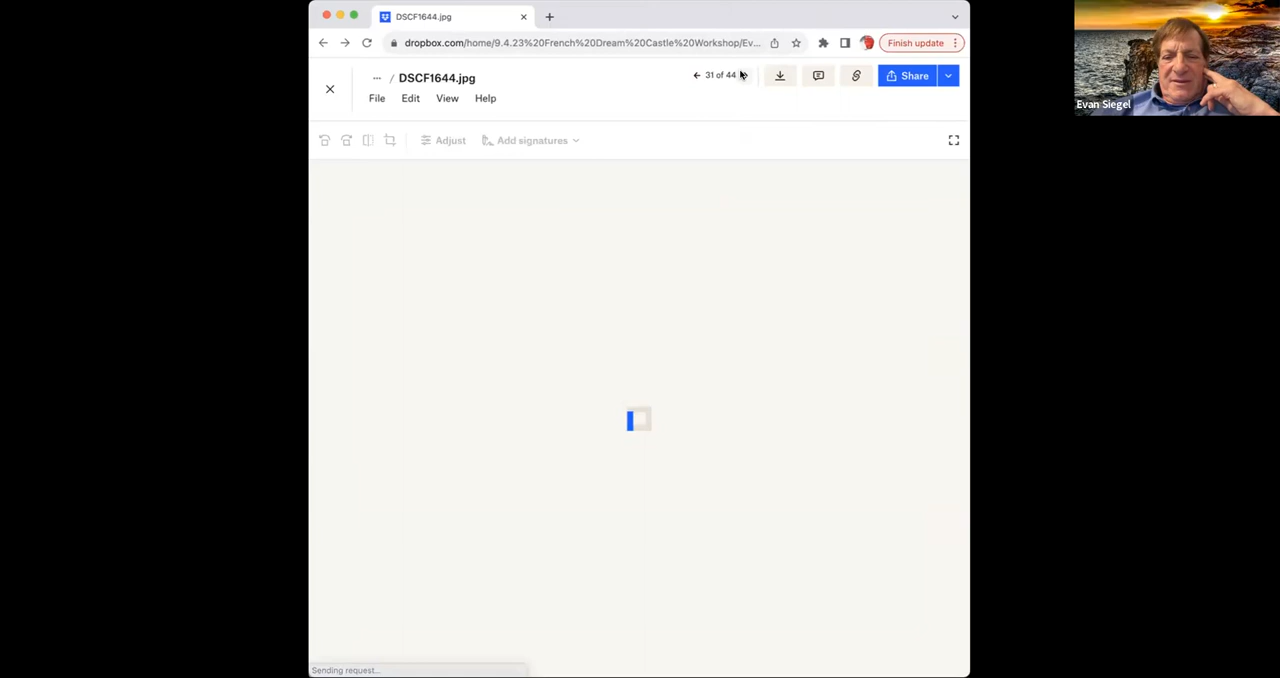 DSCF1644.jpg
dropbox.com/home/9.4.23%20French%20Dream%20Castle%20Workshop/Ev...
Finish update
... / DSCF1644.jpg
31 of 44
Share
File Edit View Help
Adjust Add signatures
Sending request...
Evan Siegel